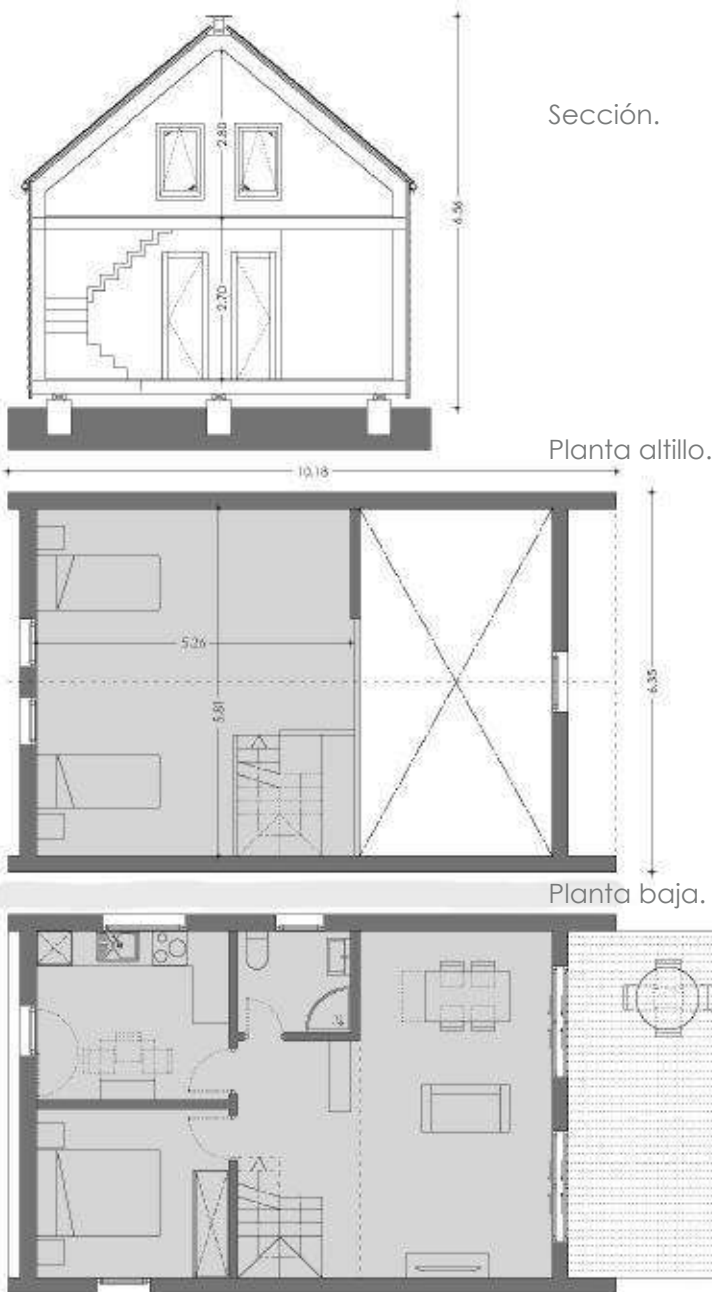 Sección.
2.80
6.56
2.70
Planta altillo.
10,18
5.26
5.81
6.35
Planta baja.